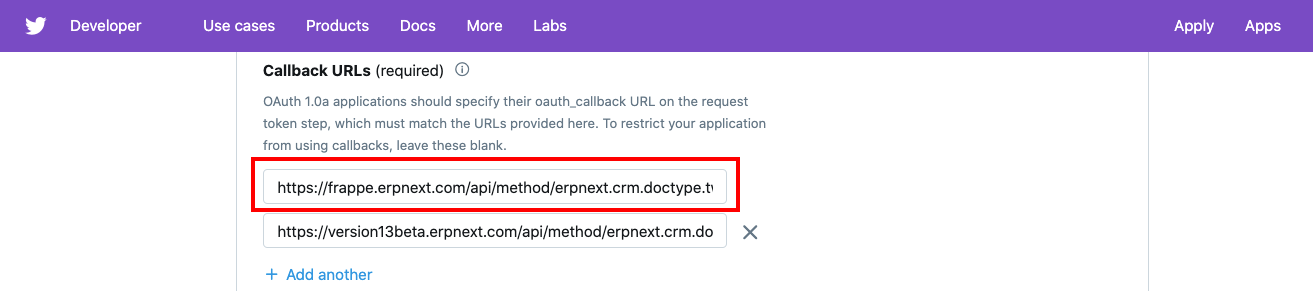 Developer Use cases Products Docs More Labs Apply Apps
Callback URLs (required)
OAuth 1.0a applications should specify their oauth_callback URL on the request
token step, which must match the URLs provided here. To restrict your application
from using callbacks, leave these blank.
https://frappe.erpnext.com/api/method/erpnext.crm.doctype.tv
https://version13beta.erpnext.com/api/method/erpnext.crm.do
+ Add another